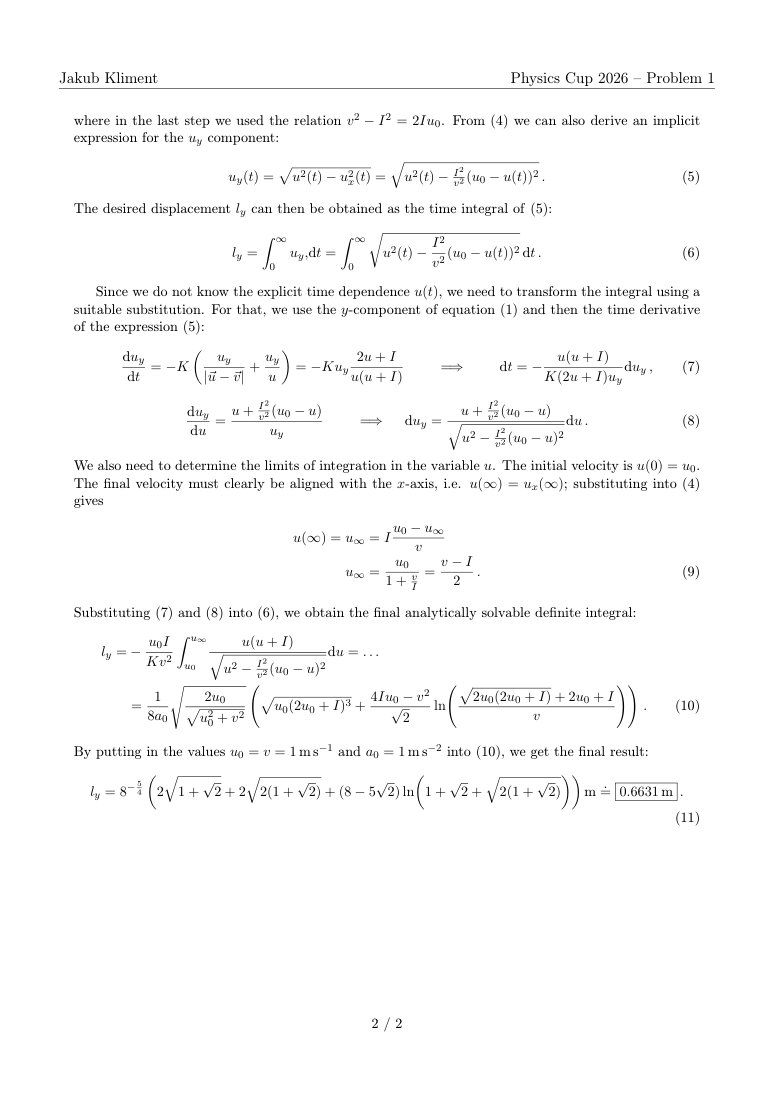 Jakub Kliment Physics Cup 2026 – Problem 1
where in the last step we used the relation v² − I² = 2Iu₀. From (4) we can also derive an implicit
expression for the u_y component:
u_y(t) = √(u²(t) − u_x²(t)) = √(u²(t) − I²/v² (u₀ − u(t))²) . (5)
The desired displacement l_y can then be obtained as the time integral of (5):
l_y = ∫₀^∞ u_y,dt = ∫₀^∞ √(u²(t) − I²/v² (u₀ − u(t))²) dt . (6)
Since we do not know the explicit time dependence u(t), we need to transform the integral using a
suitable substitution. For that, we use the y-component of equation (1) and then the time derivative
of the expression (5):
du_y/dt = −K (u_y/|u⃗ − v⃗| + u_y/u) = −Ku_y (2u + I)/(u(u + I)) ⟹ dt = − u(u + I)/(K(2u + I)u_y) du_y , (7)
du_y/du = (u + I²/v² (u₀ − u))/u_y ⟹ du_y = (u + I²/v² (u₀ − u))/√(u² − I²/v² (u₀ − u)²) du . (8)
We also need to determine the limits of integration in the variable u. The initial velocity is u(0) = u₀.
The final velocity must clearly be aligned with the x-axis, i.e. u(∞) = u_x(∞); substituting into (4)
gives
u(∞) = u_∞ = I (u₀ − u_∞)/v
u_∞ = u₀/(1 + v/I) = (v − I)/2 . (9)
Substituting (7) and (8) into (6), we obtain the final analytically solvable definite integral:
l_y = − u₀I/(Kv²) ∫_{u₀}^{u_∞} u(u + I)/√(u² − I²/v² (u₀ − u)²) du = …
= 1/(8a₀) √(2u₀/√(u₀² + v²)) (√(u₀(2u₀ + I)³) + (4Iu₀ − v²)/√2 ln((√(2u₀(2u₀ + I)) + 2u₀ + I)/v)) . (10)
By putting in the values u₀ = v = 1 m s⁻¹ and a₀ = 1 m s⁻² into (10), we get the final result:
l_y = 8^(−5/4) (2√(1 + √2) + 2√(2(1 + √2)) + (8 − 5√2) ln(1 + √2 + √(2(1 + √2)))) m ≐ 0.6631 m .
(11)
2 / 2